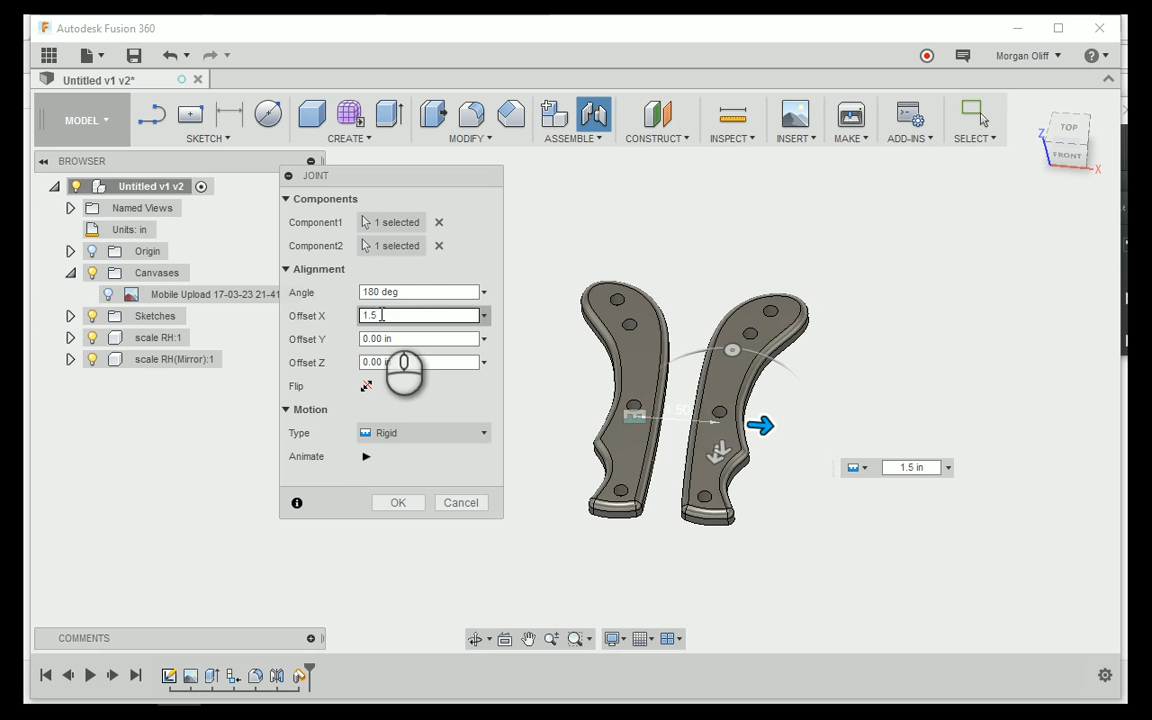 Autodesk Fusion 360
Morgan Oliff
Untitled v1 v2*
MODEL
SKETCH
CREATE
MODIFY
ASSEMBLE
CONSTRUCT
INSPECT
INSERT
MAKE
ADD-INS
SELECT
TOP
FRONT
Z
X
BROWSER
Untitled v1 v2
Named Views
Units: in
Origin
Canvases
Mobile Upload 17-03-23 21-41
Sketches
scale RH:1
scale RH(Mirror):1
JOINT
Components
Component1
1 selected
Component2
1 selected
Alignment
Angle
180 deg
Offset X
1.5
Offset Y
0.00 in
Offset Z
0.00 in
Flip
Motion
Type
Rigid
Animate
OK
Cancel
1.5 in
COMMENTS